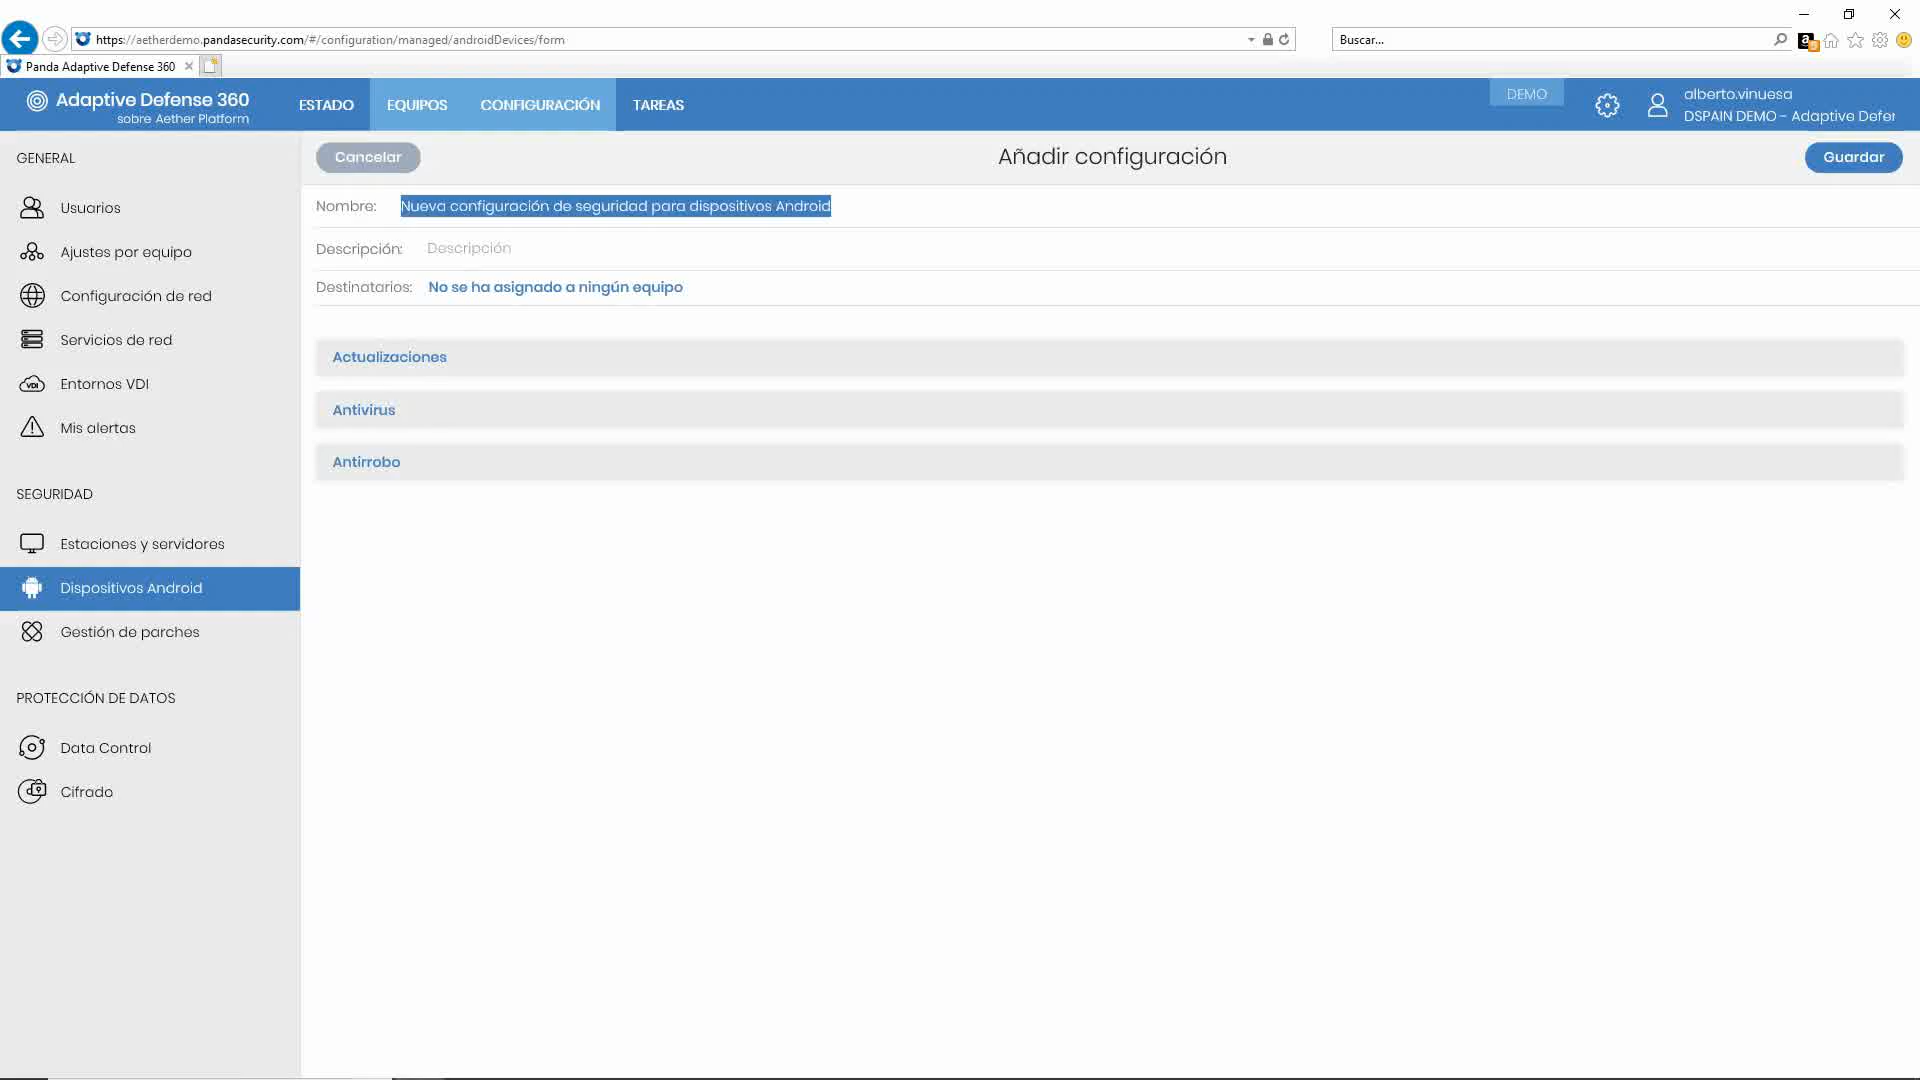 https://aetherdemo.pandasecurity.com/#/configuration/managed/androidDevices/form
Buscar...
Panda Adaptive Defense 360
Adaptive Defense 360
sobre Aether Platform
ESTADO
EQUIPOS
CONFIGURACIÓN
TAREAS
DEMO
alberto.vinuesa
DSPAIN DEMO - Adaptive Defer
GENERAL
Usuarios
Ajustes por equipo
Configuración de red
Servicios de red
VDI
Entornos VDI
Mis alertas
SEGURIDAD
Estaciones y servidores
Dispositivos Android
Gestión de parches
PROTECCIÓN DE DATOS
Data Control
Cifrado
Cancelar
Añadir configuración
Guardar
Nombre: Nueva configuración de seguridad para dispositivos Android
Descripción: Descripción
Destinatarios: No se ha asignado a ningún equipo
Actualizaciones
Antivirus
Antirrobo